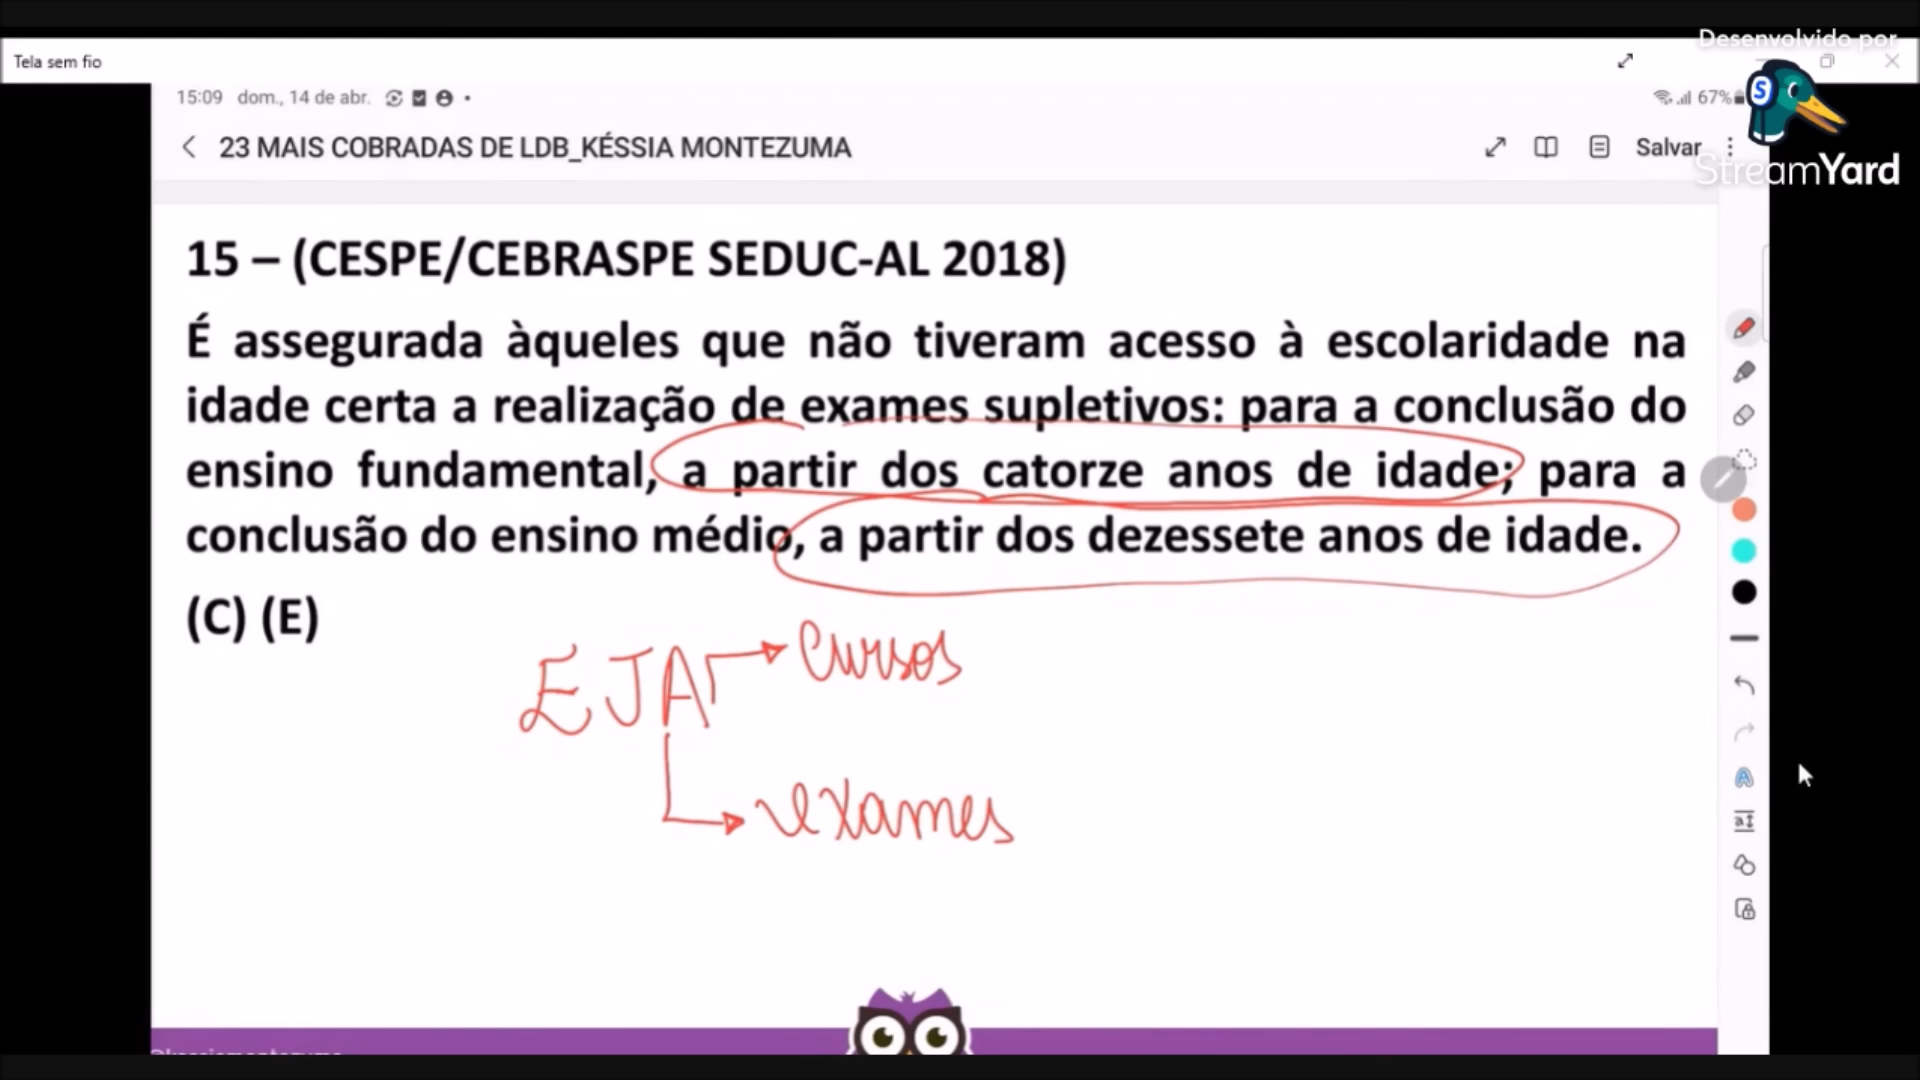 Desenvolvido por
Tela sem fio
StreamYard
15:09 dom., 14 de abr.
67%
23 MAIS COBRADAS DE LDB_KÉSSIA MONTEZUMA
Salvar
15 – (CESPE/CEBRASPE SEDUC-AL 2018)
É assegurada àqueles que não tiveram acesso à escolaridade na
idade certa a realização de exames supletivos: para a conclusão do
ensino fundamental, a partir dos catorze anos de idade; para a
conclusão do ensino médio, a partir dos dezessete anos de idade.
(C) (E)
EJA
Cursos
exames